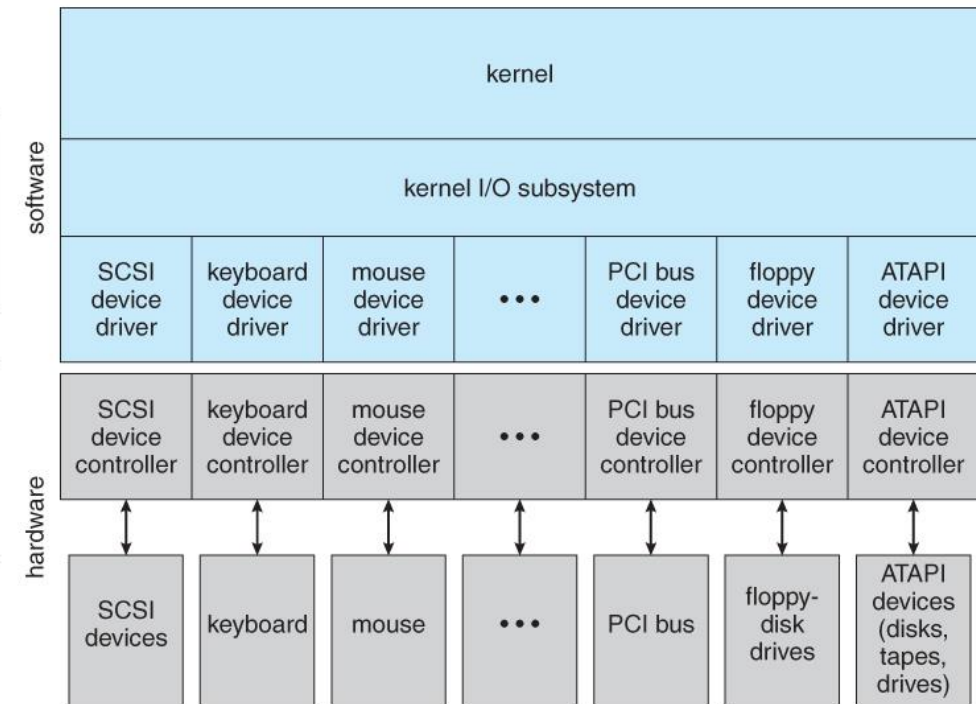 kernel
software
kernel I/O subsystem
SCSI
device
driver
keyboard
device
driver
mouse
device
driver
•••
PCI bus
device
driver
floppy
device
driver
ATAPI
device
driver
hardware
SCSI
device
controller
keyboard
device
controller
mouse
device
controller
•••
PCI bus
device
controller
floppy
device
controller
ATAPI
device
controller
SCSI
devices
keyboard
mouse
•••
PCI bus
floppy-
disk
drives
ATAPI
devices
(disks,
tapes,
drives)